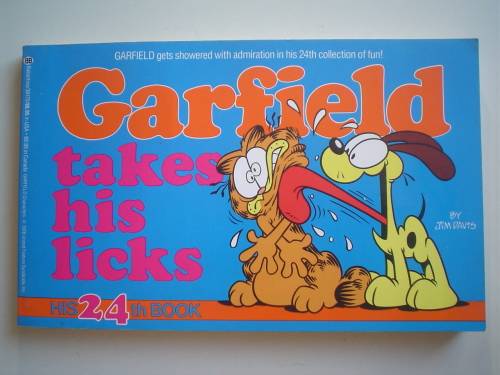 GARFIELD gets showered with admiration in his 24th collection of fun!
Garfield
takes
his
licks
BY
JIM DAVIS
HIS 24th BOOK